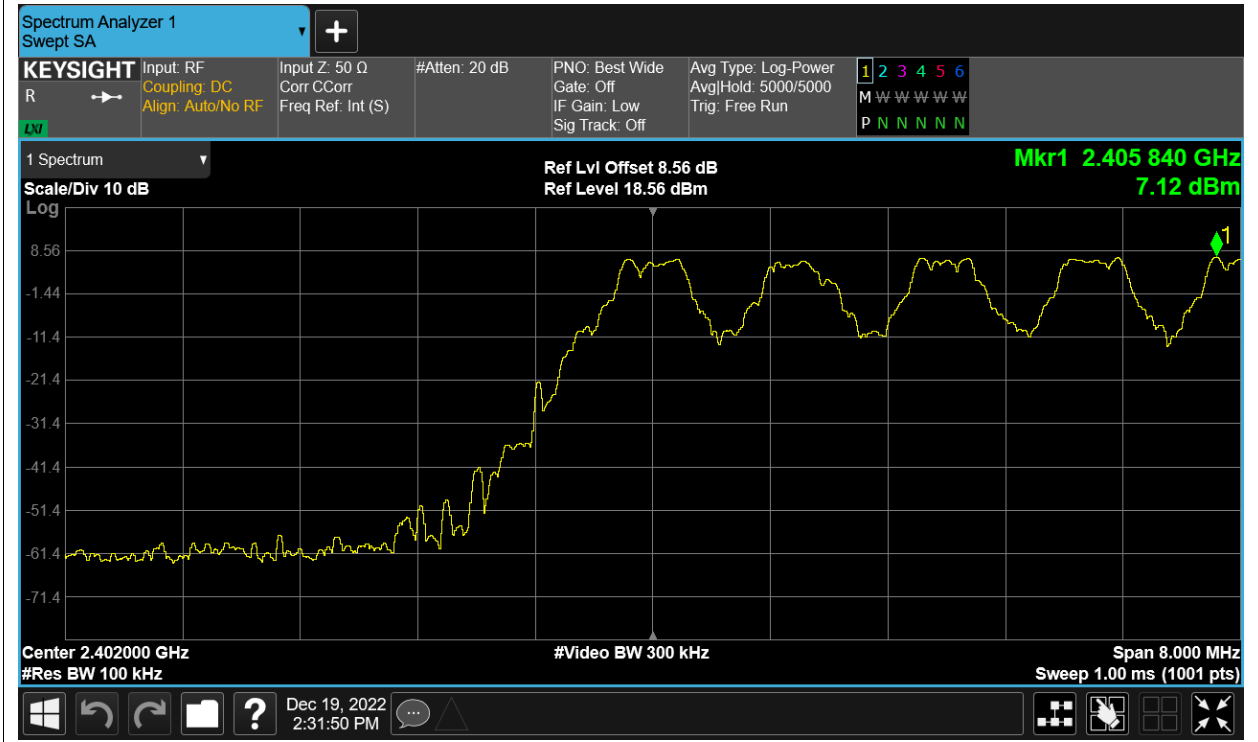 Spectrum Analyzer 1
Swept SA
KEYSIGHT
R
LXI
Input: RF
Coupling: DC
Align: Auto/No RF
Input Z: 50 Ω
Corr CCorr
Freq Ref: Int (S)
#Atten: 20 dB
PNO: Best Wide
Gate: Off
IF Gain: Low
Sig Track: Off
Avg Type: Log-Power
Avg|Hold: 5000/5000
Trig: Free Run
1 2 3 4 5 6
M W W W W W W
P N N N N N N
1 Spectrum
Scale/Div 10 dB
Log
Ref Lvl Offset 8.56 dB
Ref Level 18.56 dBm
Mkr1 2.405 840 GHz
7.12 dBm
1
8.56
-1.44
-11.4
-21.4
-31.4
-41.4
-51.4
-61.4
-71.4
Center 2.402000 GHz
#Video BW 300 kHz
Span 8.000 MHz
#Res BW 100 kHz
Sweep 1.00 ms (1001 pts)
?
Dec 19, 2022
2:31:50 PM